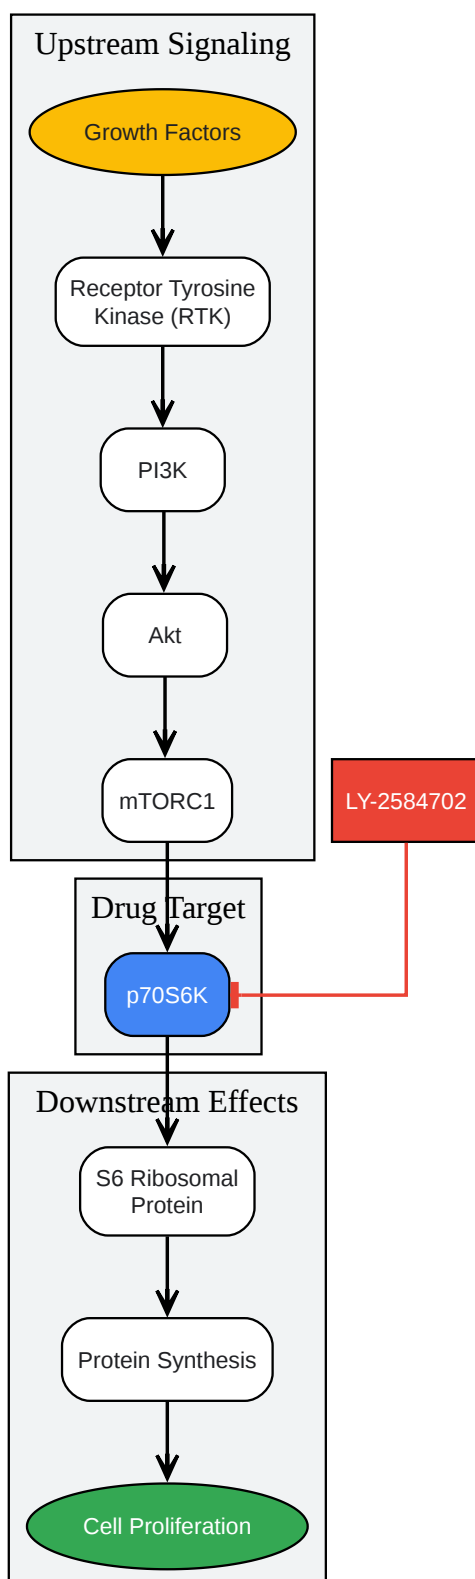 Upstream Signaling
Growth Factors
Receptor Tyrosine
Kinase (RTK)
PI3K
Akt
mTORC1
LY-2584702
Drug Target
p70S6K
Downstream Effects
S6 Ribosomal
Protein
Protein Synthesis
Cell Proliferation